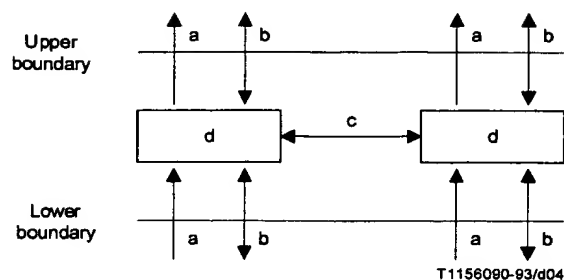 a b a b
Upper
boundary
c
d d
Lower
boundary
a b a b
T1156090-93/d04